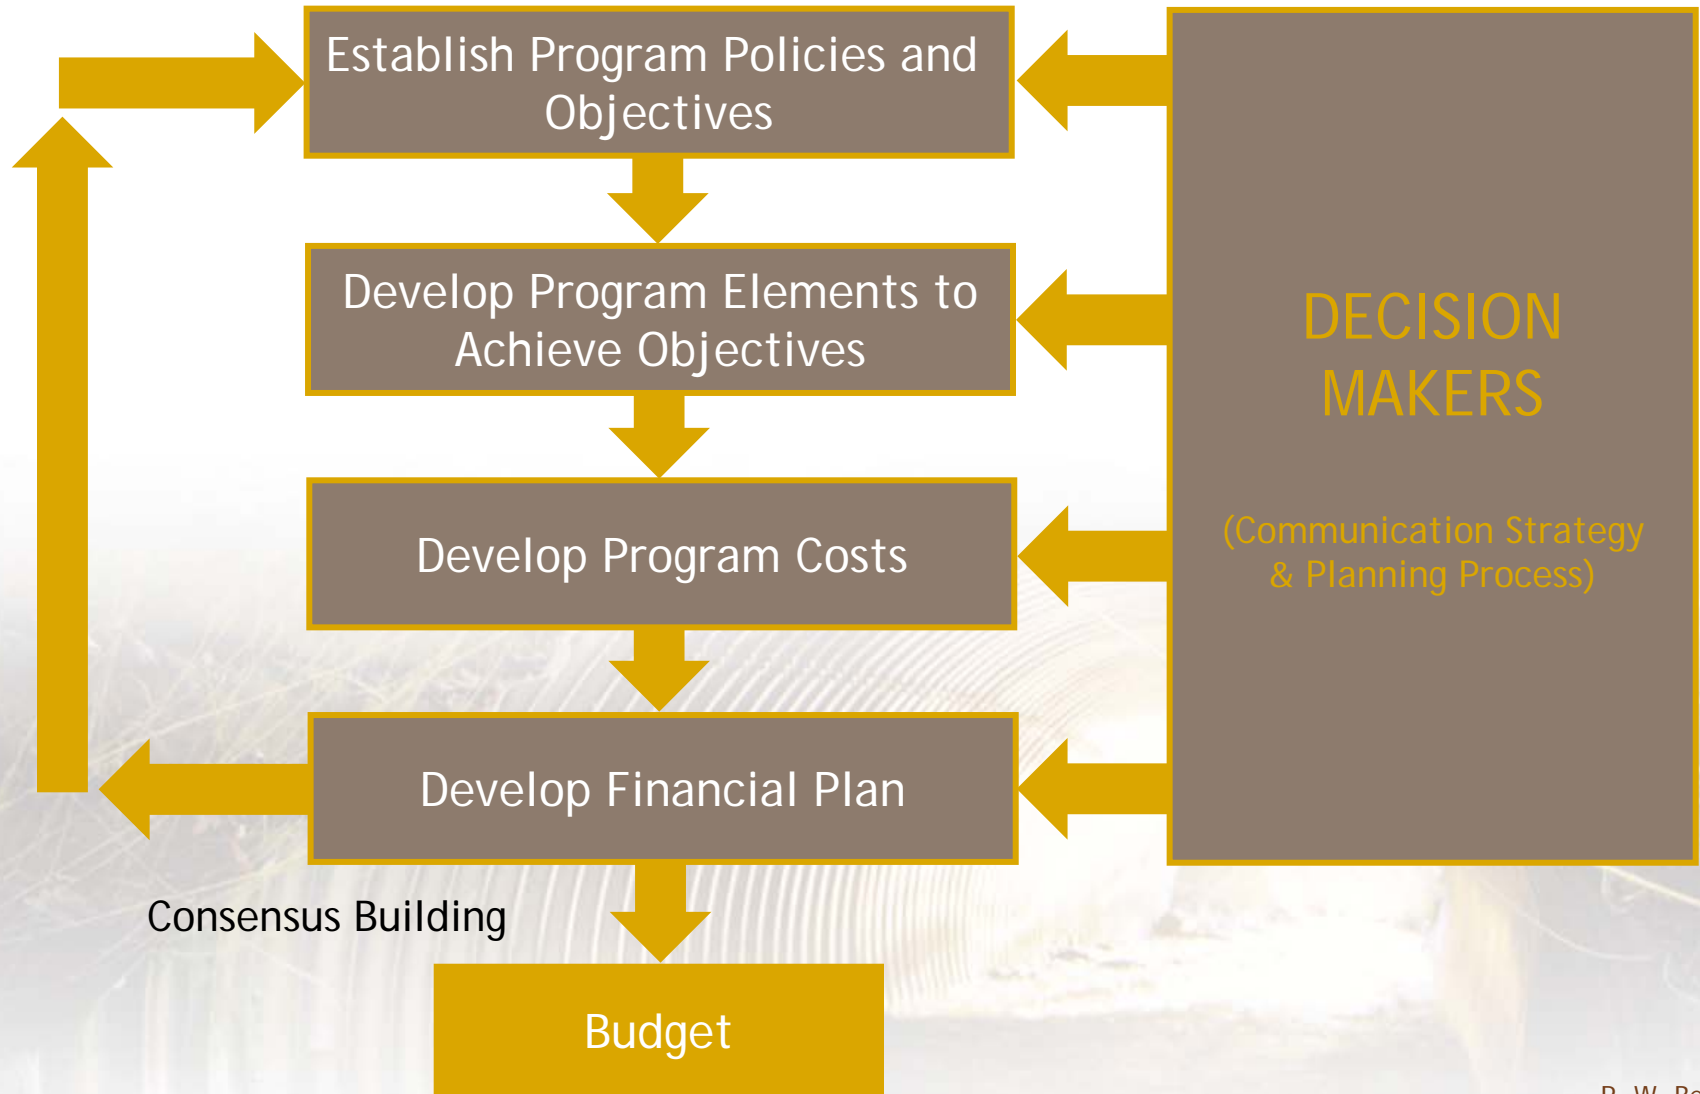 Establish Program Policies and
Objectives
Develop Program Elements to
Achieve Objectives
DECISION
MAKERS
(Communication Strategy
& Planning Process)
Develop Program Costs
Develop Financial Plan
Consensus Building
Budget